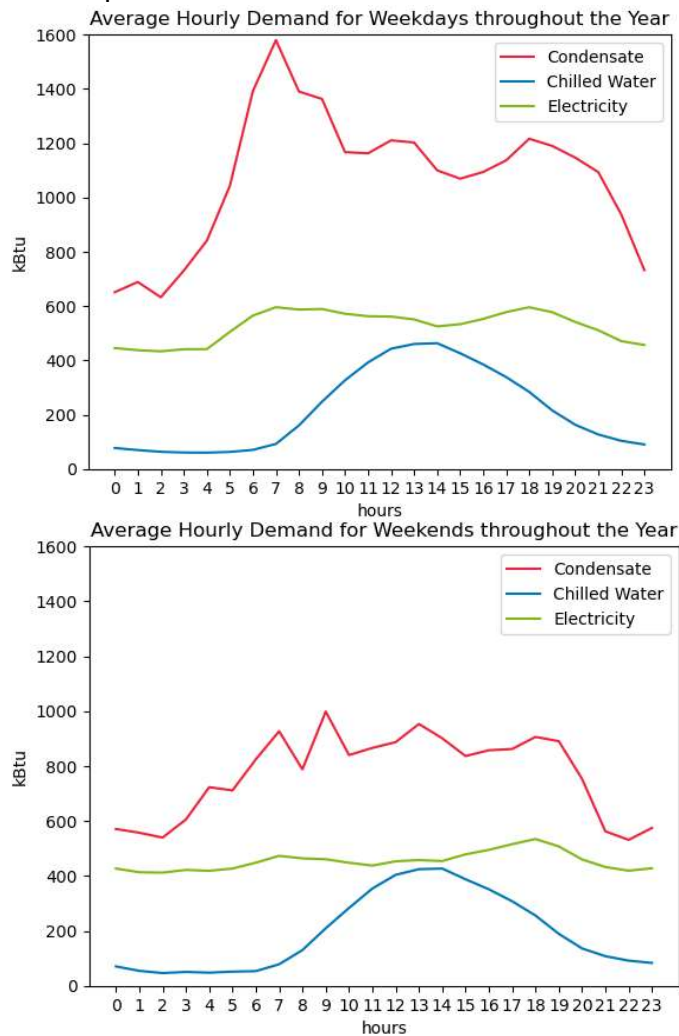 Average Hourly Demand for Weekdays throughout the Year
1600
1400
1200
1000
800
600
400
200
0
kBtu
Condensate
Chilled Water
Electricity
0 1 2 3 4 5 6 7 8 9 10 11 12 13 14 15 16 17 18 19 20 21 22 23
hours
Average Hourly Demand for Weekends throughout the Year
1600
1400
1200
1000
800
600
400
200
0
kBtu
Condensate
Chilled Water
Electricity
0 1 2 3 4 5 6 7 8 9 10 11 12 13 14 15 16 17 18 19 20 21 22 23
hours